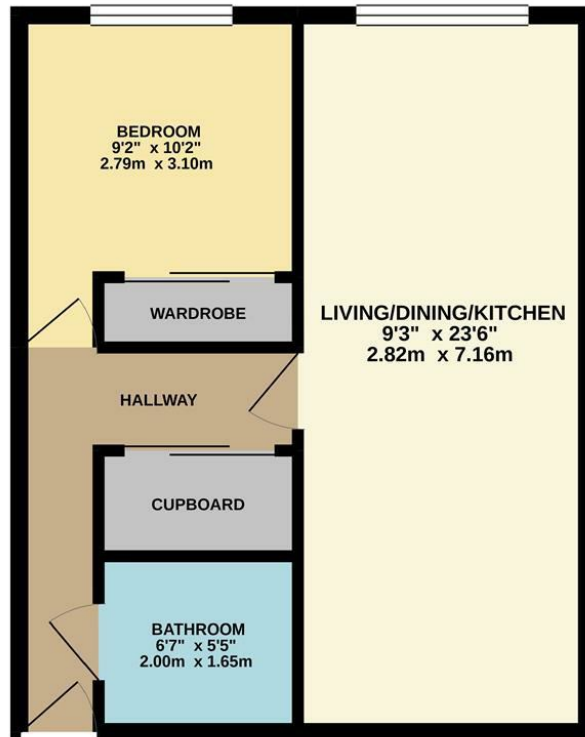 BEDROOM
9'2" x 10'2"
2.79m x 3.10m
WARDROBE
LIVING/DINING/KITCHEN
9'3" x 23'6"
2.82m x 7.16m
HALLWAY
CUPBOARD
BATHROOM
6'7" x 5'5"
2.00m x 1.65m